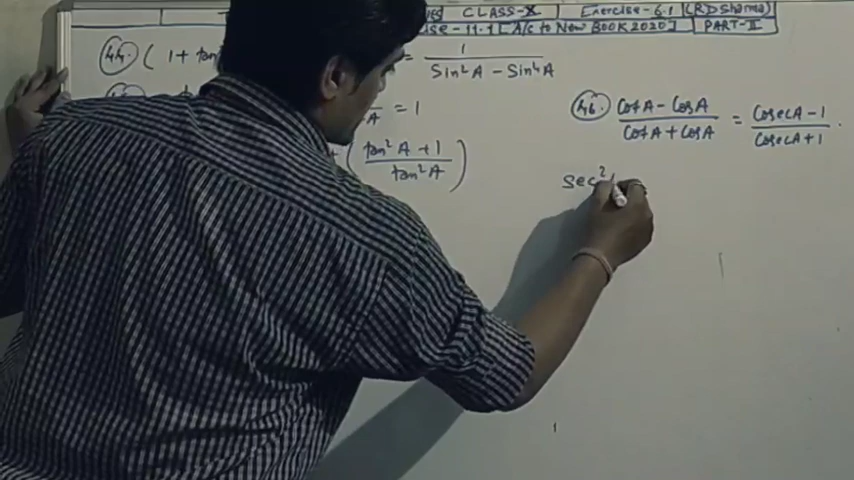 CLASS-X Exercise-6.1 (RD Sharma)
11.1 [A/c to New BOOK 2020] PART-II
44. ( 1 + tan = 1 / Sin²A - Sin⁴A
A = 1
( tan²A + 1 / tan²A )
46. CotA - CosA / CotA + CosA = CosecA - 1 / CosecA + 1 .
Sec²